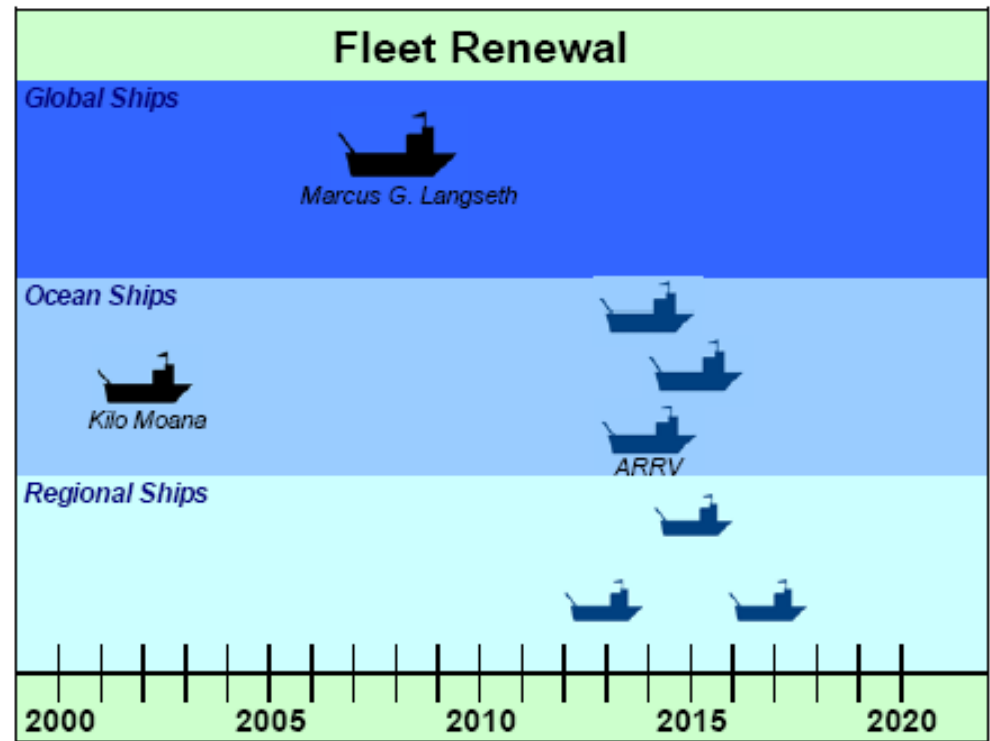 Fleet Renewal
Global Ships
Marcus G. Langseth
Ocean Ships
Kilo Moana
ARRV
Regional Ships
2000 2005 2010 2015 2020